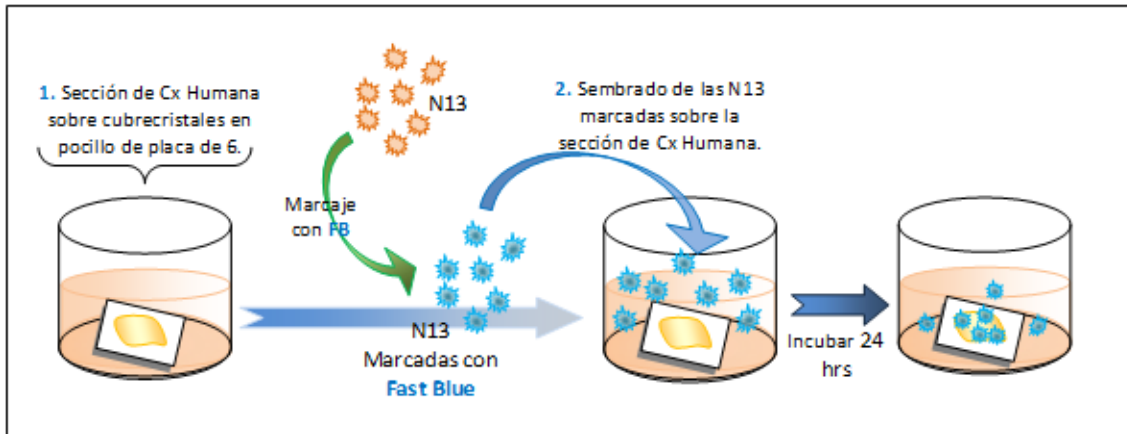 1. Sección de Cx Humana
sobre cubrecristales en
pocillo de placa de 6.
N13
Marcaje
con FB
N13
Marcadas con
Fast Blue
2. Sembrado de las N13
marcadas sobre la
sección de Cx Humana.
Incubar 24
hrs